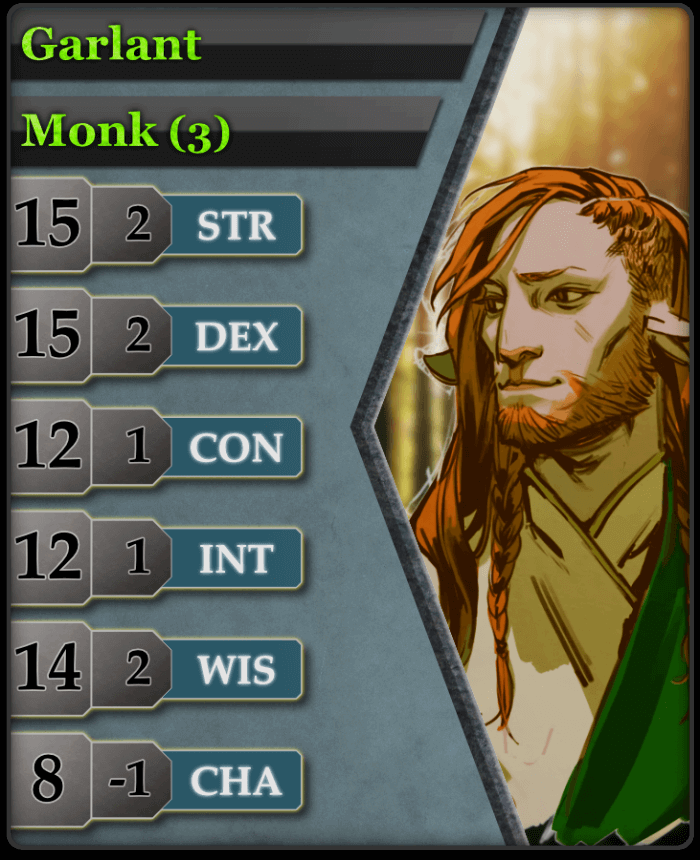 Garlant
Monk (3)
15 2 STR
15 2 DEX
12 1 CON
12 1 INT
14 2 WIS
8 -1 CHA